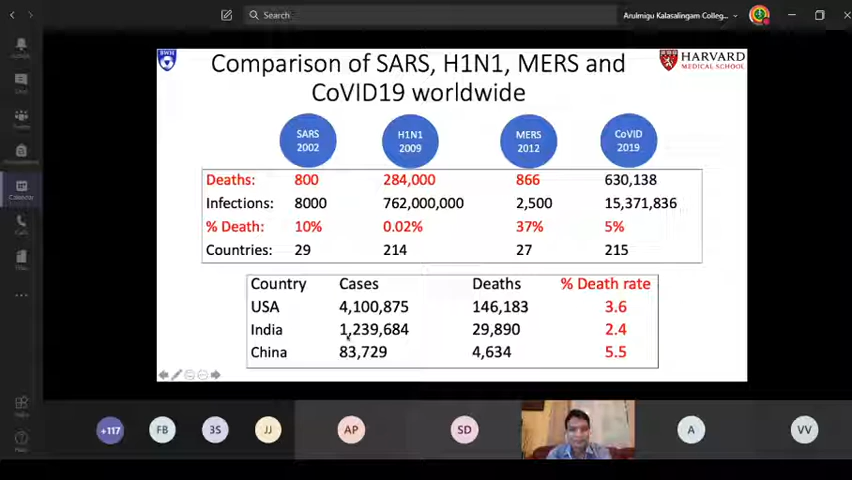 Search
Arulmigu Kalasalingam Colleg...
BWH
Comparison of SARS, H1N1, MERS and
CoVID19 worldwide
HARVARD
MEDICAL SCHOOL
SARS
2002
H1N1
2009
MERS
2012
CoVID
2019
Deaths: 800 284,000 866 630,138
Infections: 8000 762,000,000 2,500 15,371,836
% Death: 10% 0.02% 37% 5%
Countries: 29 214 27 215
Country Cases Deaths % Death rate
USA 4,100,875 146,183 3.6
India 1,239,684 29,890 2.4
China 83,729 4,634 5.5
Calendar
+117 FB 3S JJ AP SD A VV